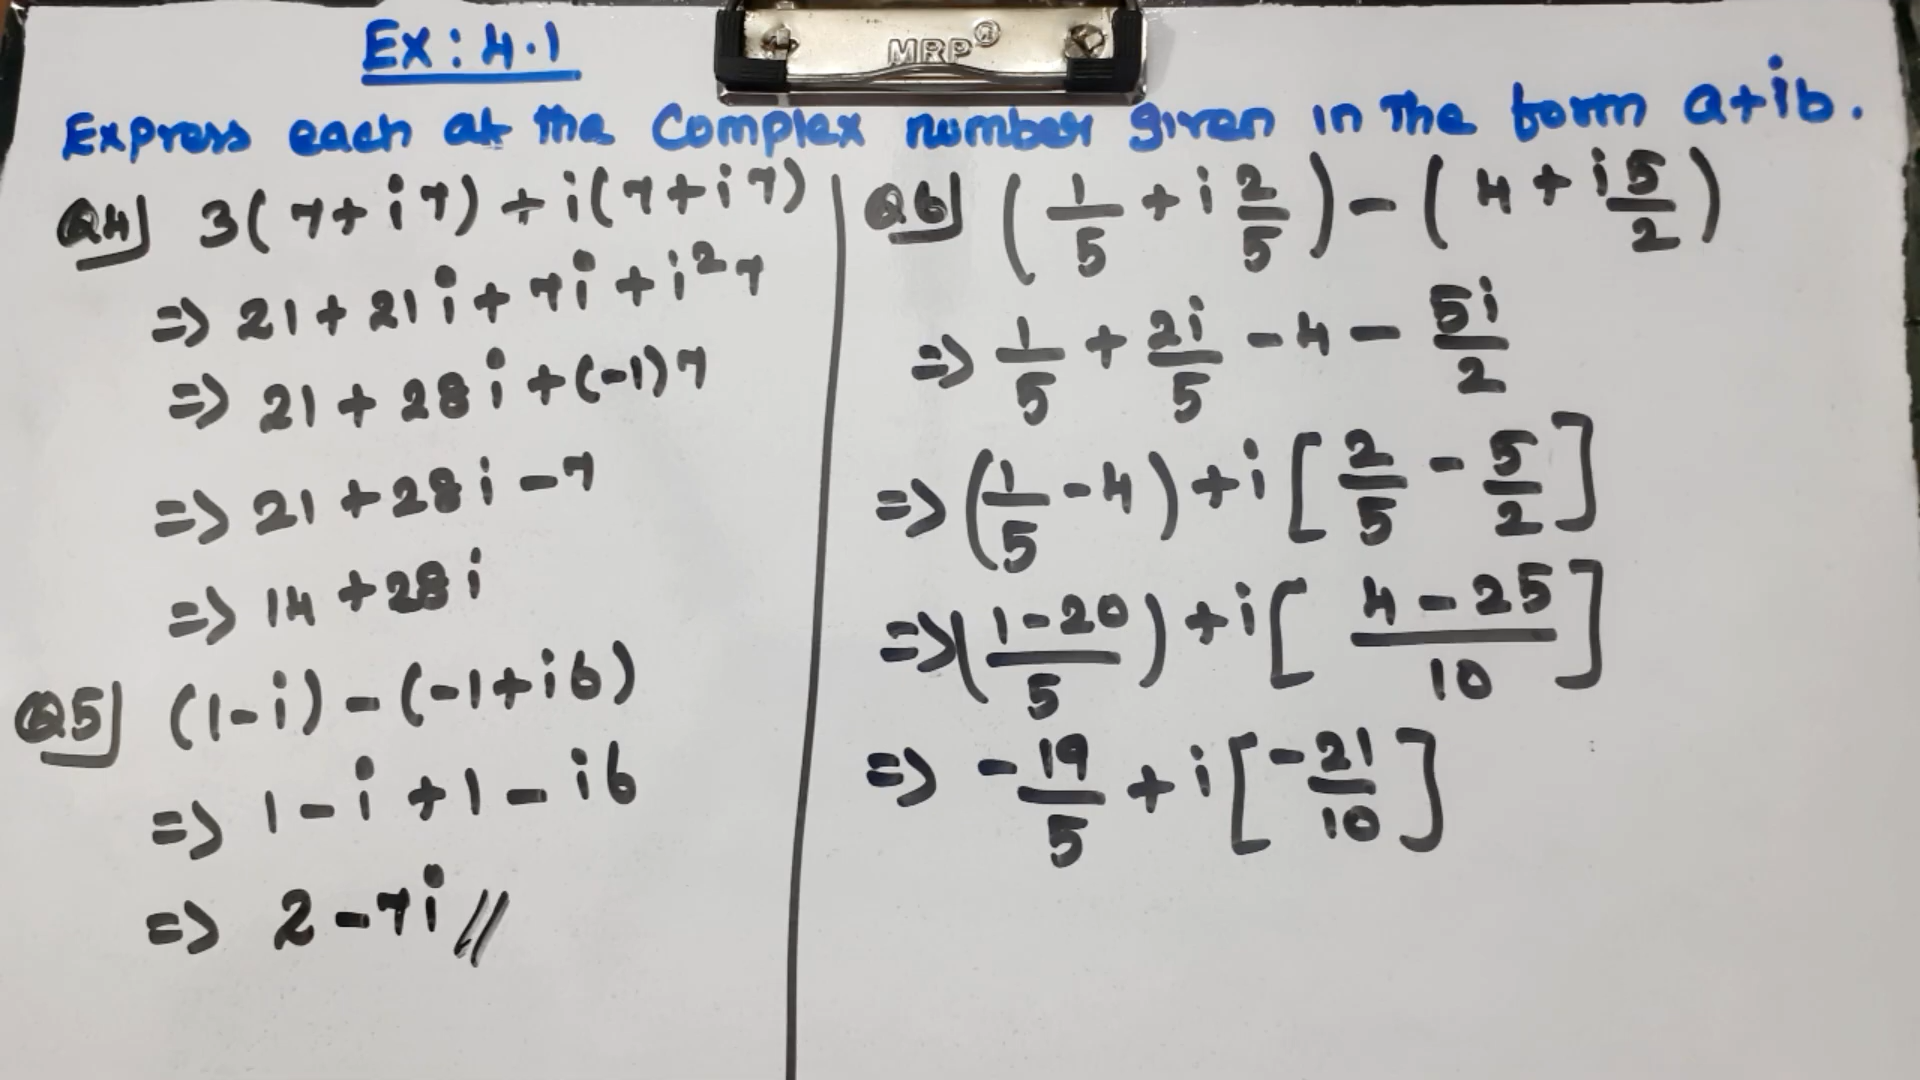 MRP®
Ex: 4.1
Express each of the Complex number given in the form a+ib.
Q4) 3(7+i7)+i(7+i7)
=> 21+21i+7i+i²7
=> 21+28i+(-1)7
=> 21+28i-7
=> 14+28i
Q5) (1-i)-(-1+i6)
=> 1-i+1-i6
=> 2-7i//
Q6) (1/5+i2/5)-(4+i5/2)
=> 1/5+2i/5-4-5i/2
=> (1/5-4)+i[2/5-5/2]
=> (1-20/5)+i[4-25/10]
=> -19/5+i[-21/10]